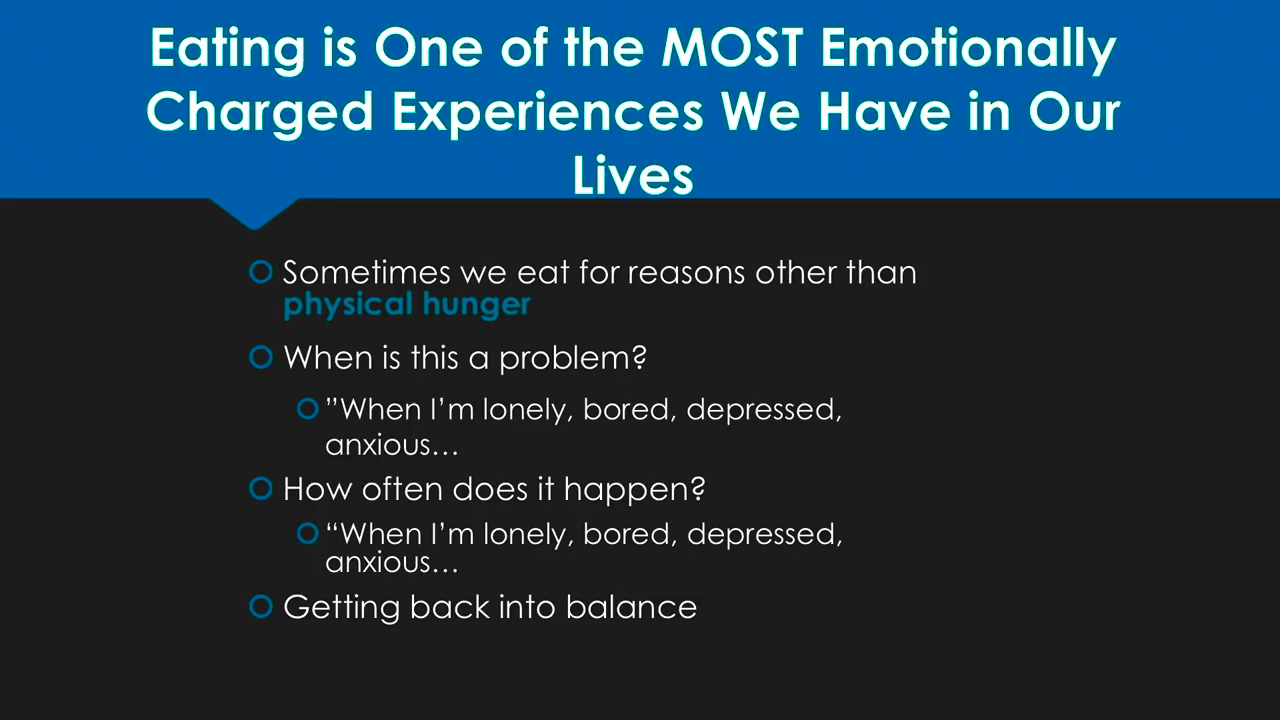 Eating is One of the MOST Emotionally
Charged Experiences We Have in Our
Lives
Sometimes we eat for reasons other than
physical hunger
When is this a problem?
”When I’m lonely, bored, depressed,
anxious…
How often does it happen?
“When I’m lonely, bored, depressed,
anxious…
Getting back into balance